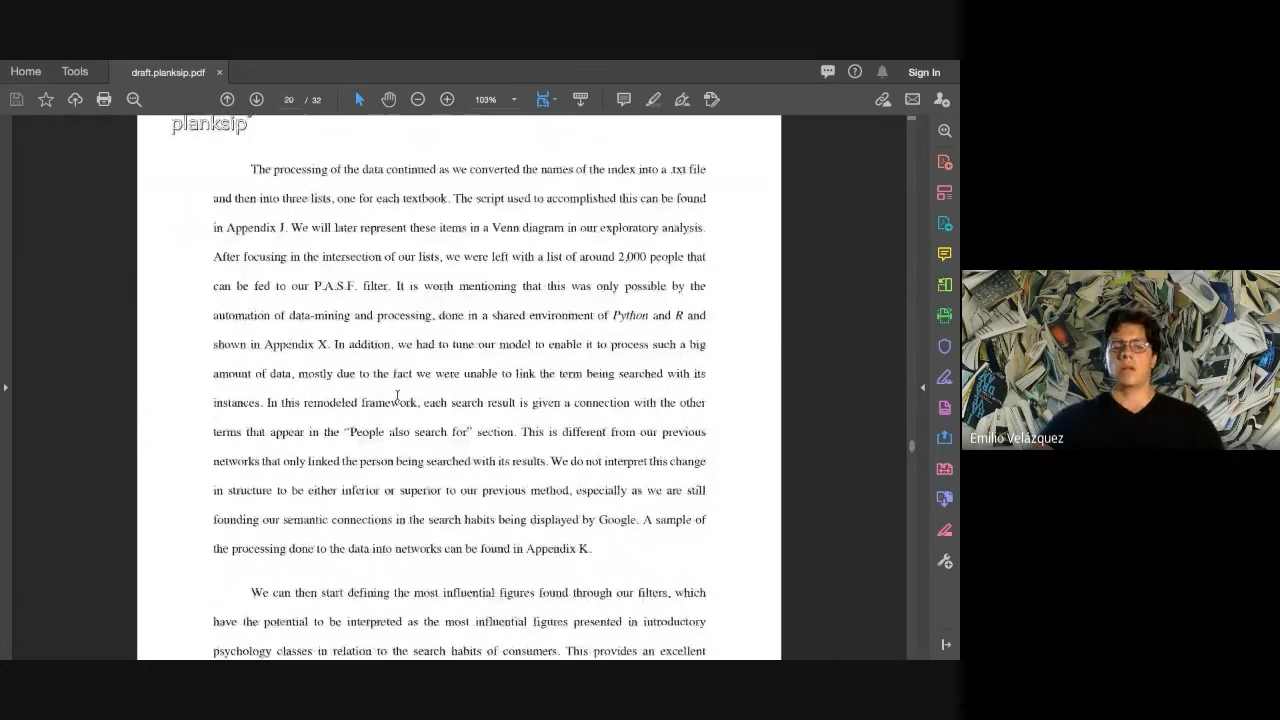 Home Tools draft.planksip.pdf × Sign In
20 / 32 103%
planksip
The processing of the data continued as we converted the names of the index into a .txt file
and then into three lists, one for each textbook. The script used to accomplished this can be found
in Appendix J. We will later represent these items in a Venn diagram in our exploratory analysis.
After focusing in the intersection of our lists, we were left with a list of around 2,000 people that
can be fed to our P.A.S.F. filter. It is worth mentioning that this was only possible by the
automation of data-mining and processing, done in a shared environment of Python and R and
shown in Appendix X. In addition, we had to tune our model to enable it to process such a big
amount of data, mostly due to the fact we were unable to link the term being searched with its
instances. In this remodeled framework, each search result is given a connection with the other
terms that appear in the “People also search for” section. This is different from our previous
networks that only linked the person being searched with its results. We do not interpret this change
in structure to be either inferior or superior to our previous method, especially as we are still
founding our semantic connections in the search habits being displayed by Google. A sample of
the processing done to the data into networks can be found in Appendix K.
We can then start defining the most influential figures found through our filters, which
have the potential to be interpreted as the most influential figures presented in introductory
psychology classes in relation to the search habits of consumers. This provides an excellent
Emilio Velázquez